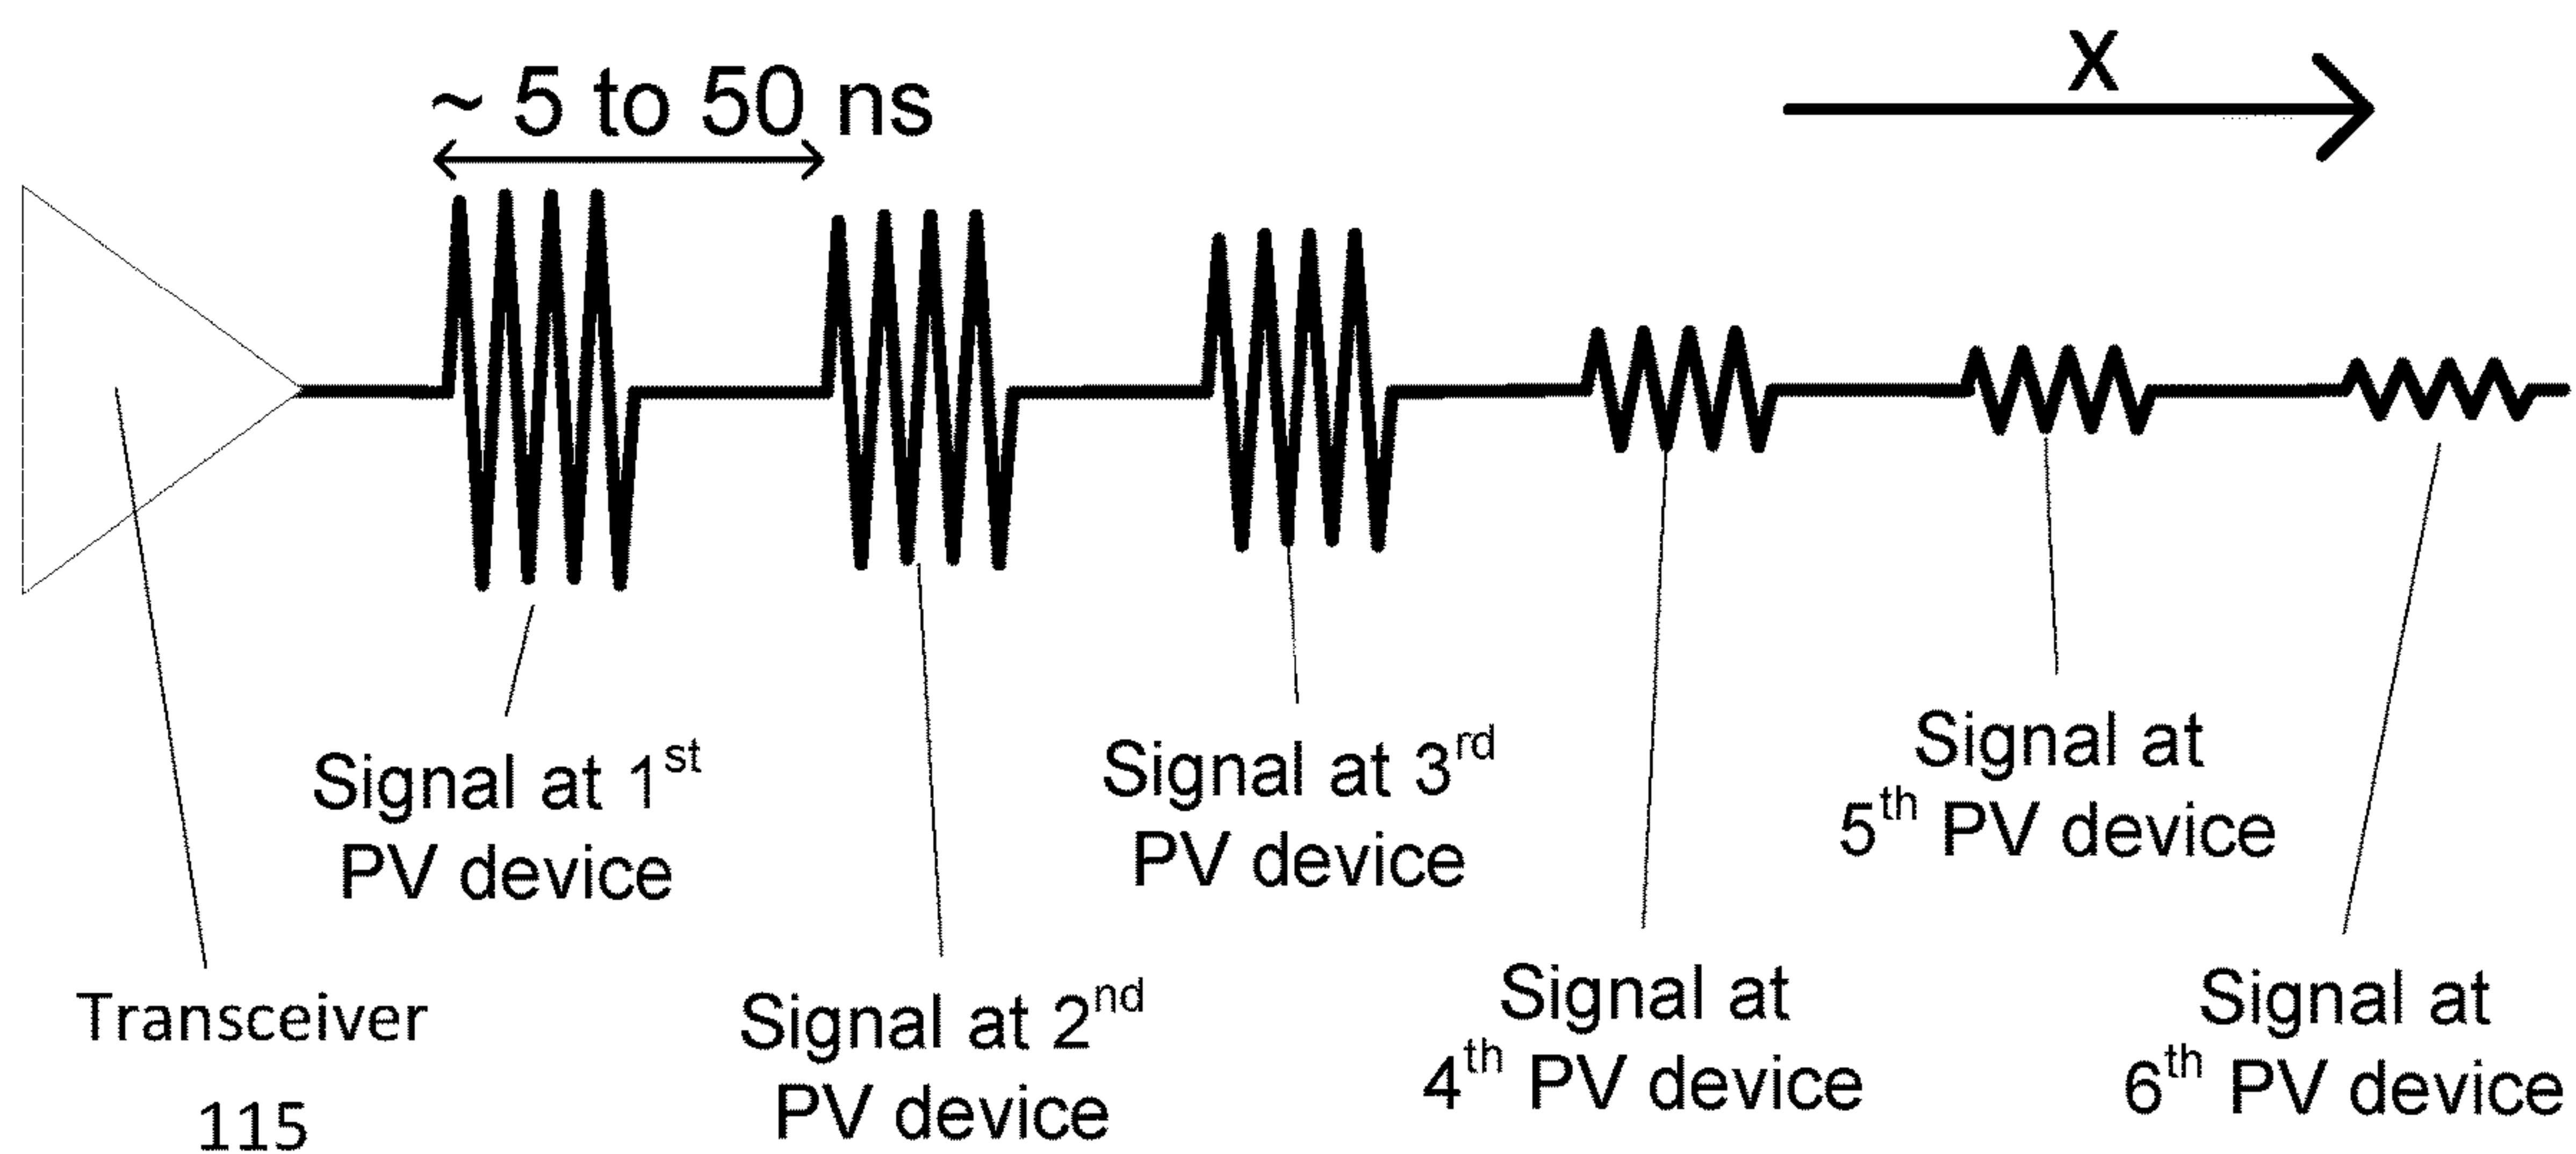 ~ 5 to 50 ns
X
Signal at 1st
PV device
Signal at 2nd
PV device
Signal at 3rd
PV device
Signal at
4th PV device
Signal at
5th PV device
Signal at
6th PV device
Transceiver
115